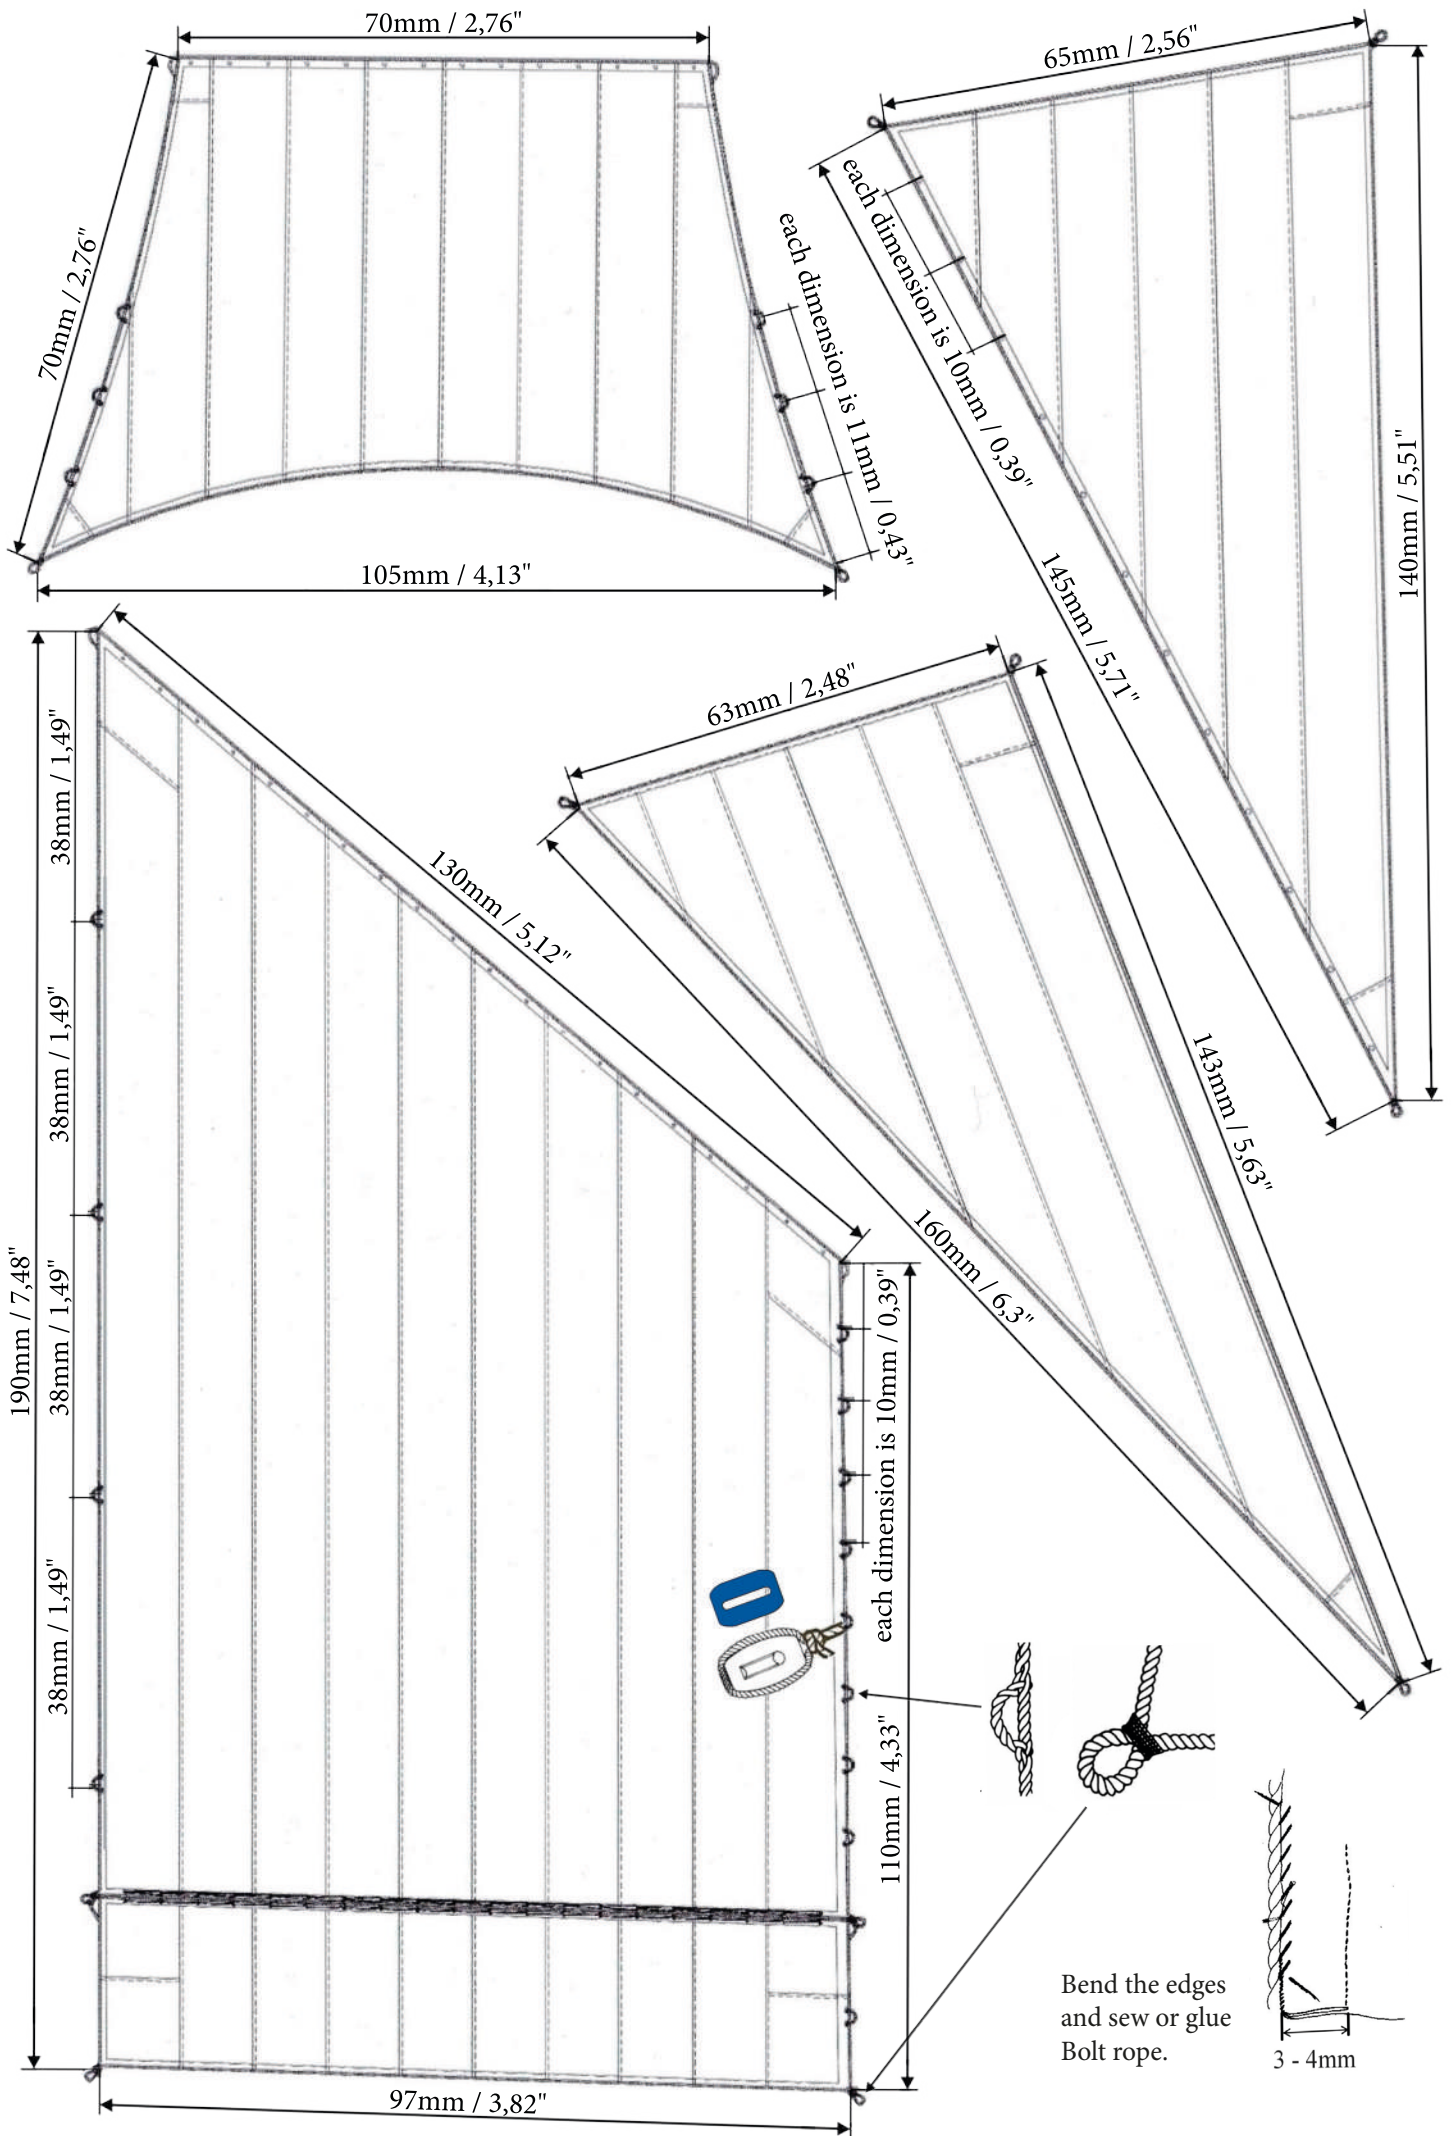 70mm / 2,76"
65mm / 2,56"
70mm / 2,76"
each dimension is 11mm / 0,43"
each dimension is 10mm / 0,39"
140mm / 5,51"
145mm / 5,71"
105mm / 4,13"
63mm / 2,48"
38mm / 1,49"
130mm / 5,12"
38mm / 1,49"
143mm / 5,63"
160mm / 6,3"
190mm / 7,48"
38mm / 1,49"
each dimension is 10mm / 0,39"
38mm / 1,49"
110mm / 4,33"
Bend the edges
and sew or glue
Bolt rope.
3 - 4mm
97mm / 3,82"